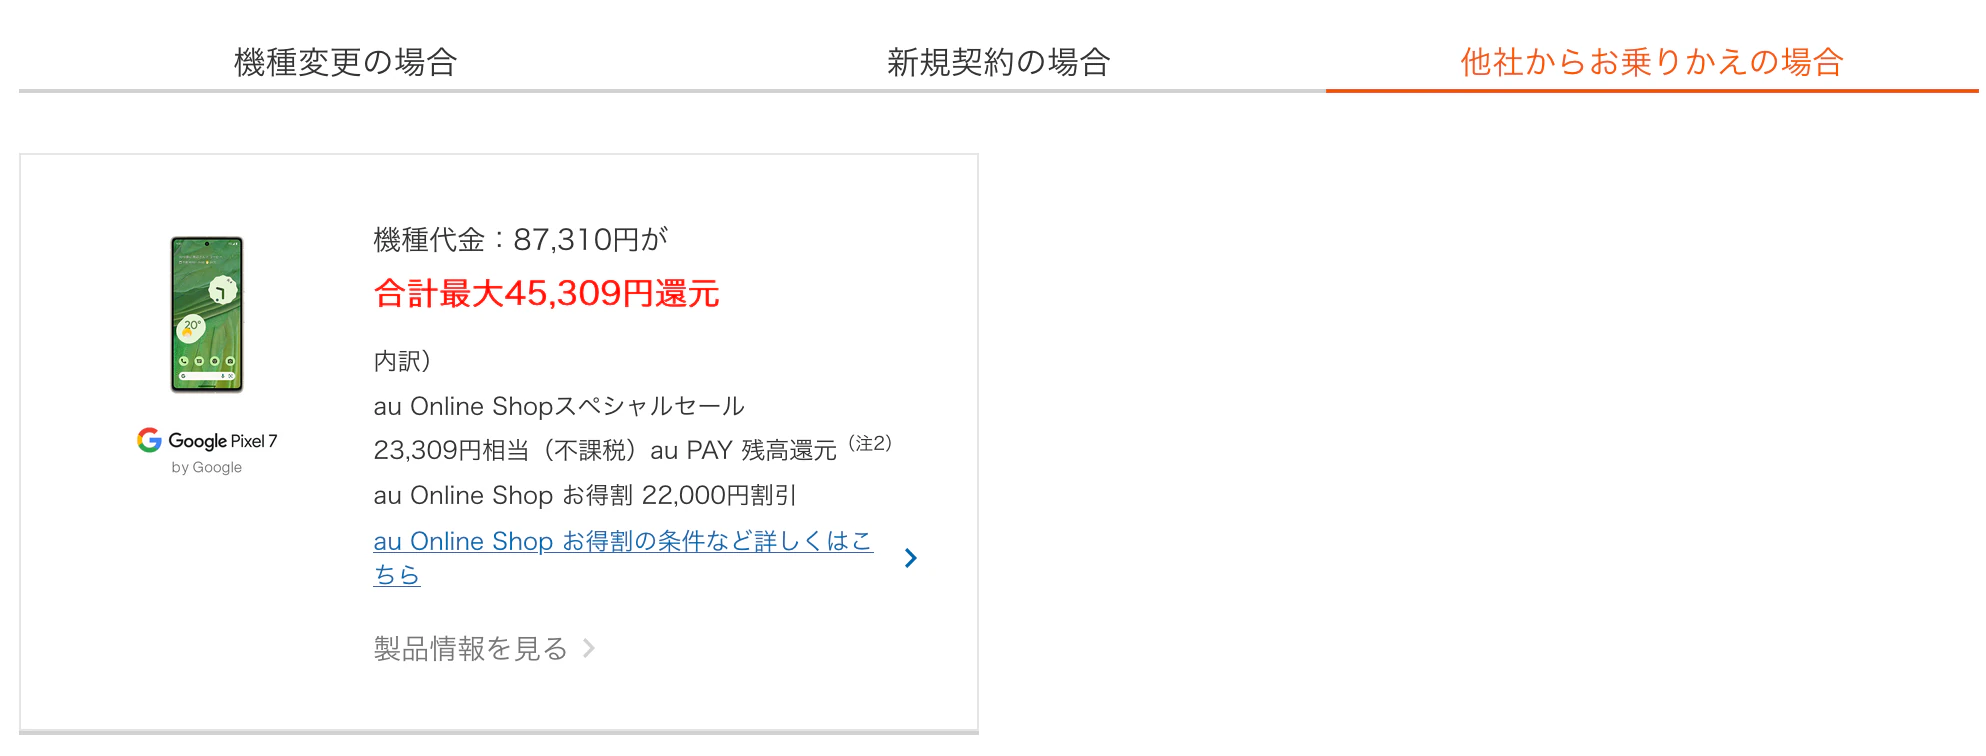 機種変更の場合
新規契約の場合
他社からお乗りかえの場合
機種代金：87,310円が
合計最大45,309円還元
内訳）
au Online Shopスペシャルセール
23,309円相当（不課税）au PAY 残高還元（注2）
au Online Shop お得割 22,000円割引
au Online Shop お得割の条件など詳しくはこ
ちら
製品情報を見る
20°
Google Pixel 7
by Google